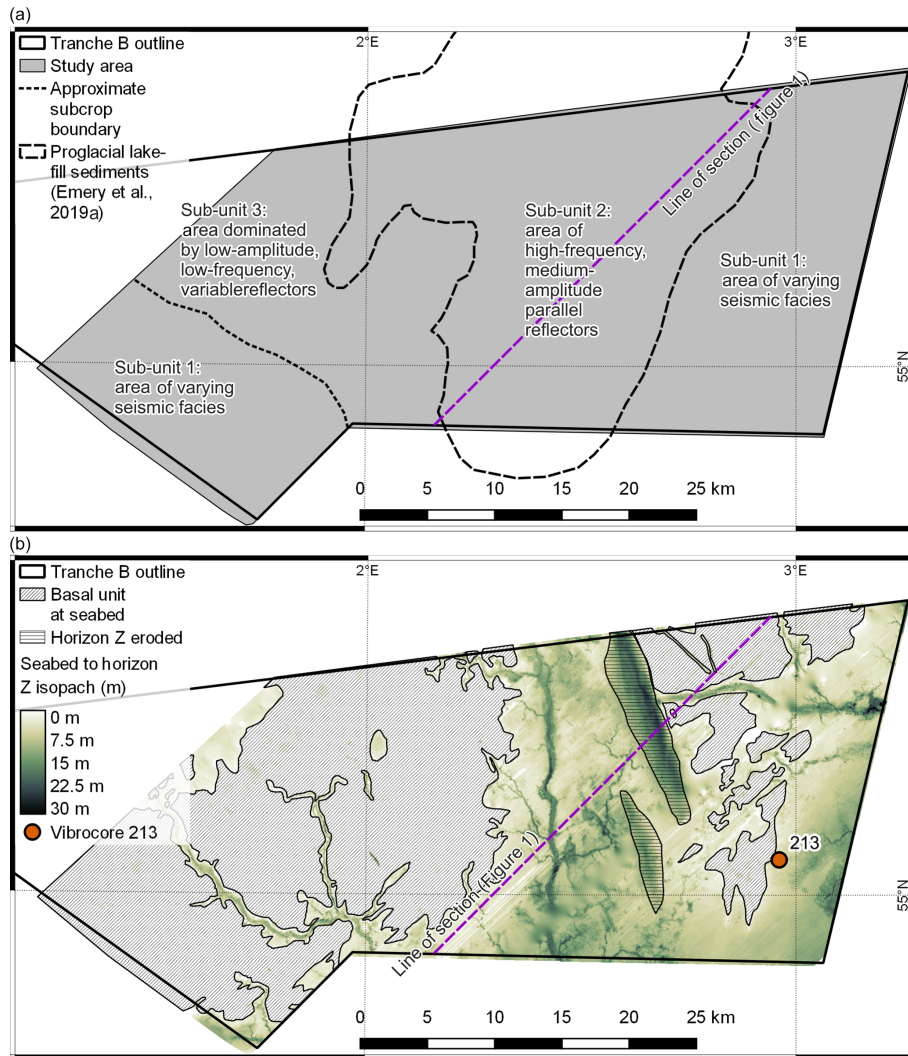 (a)
Tranche B outline
Study area
Approximate
subcrop
boundary
Proglacial lake-
fill sediments
(Emery et al.,
2019a)
2°E
3°E
55°N
Line of section (figure 1)
Sub-unit 3:
area dominated
by low-amplitude,
low-frequency,
variablereflectors
Sub-unit 2:
area of
high-frequency,
medium-
amplitude
parallel
reflectors
Sub-unit 1:
area of varying
seismic facies
Sub-unit 1:
area of varying
seismic facies
0 5 10 15 20 25 km
(b)
Tranche B outline
Basal unit
at seabed
Horizon Z eroded
Seabed to horizon
Z isopach (m)
0 m
7.5 m
15 m
22.5 m
30 m
Vibrocore 213
2°E
3°E
55°N
213
Line of section (Figure 1)
0 5 10 15 20 25 km